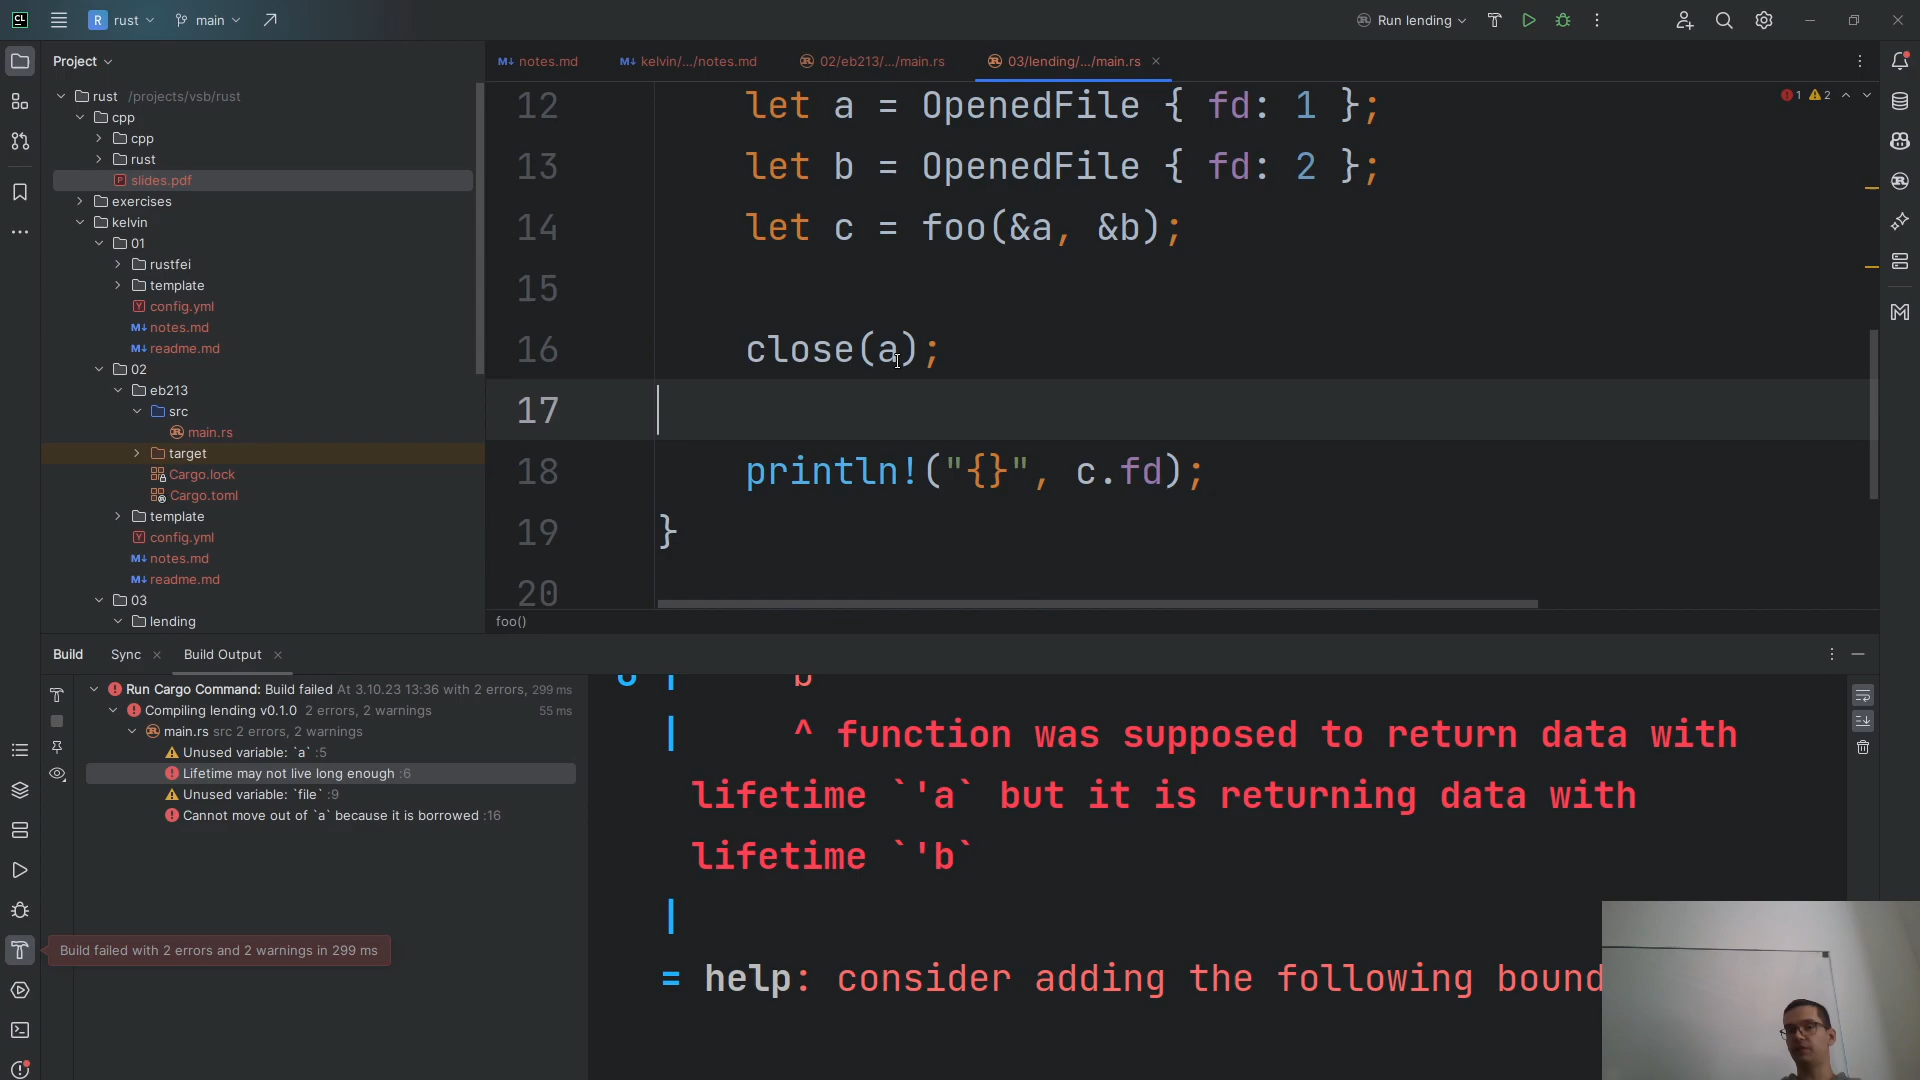 CL
R rust
main
Run lending
Project
notes.md
kelvin/.../notes.md
02/eb213/.../main.rs
03/lending/.../main.rs
rust /projects/vsb/rust
cpp
cpp
rust
slides.pdf
exercises
kelvin
01
rustfei
template
config.yml
notes.md
readme.md
02
eb213
src
main.rs
target
Cargo.lock
Cargo.toml
template
config.yml
notes.md
readme.md
03
lending
1 2
12 let a = OpenedFile { fd: 1 };
13 let b = OpenedFile { fd: 2 };
14 let c = foo(&a, &b);
15
16 close(a);
17
18 println!("{}", c.fd);
19 }
20
foo()
Build
Sync
Build Output
Run Cargo Command: Build failed At 3.10.23 13:36 with 2 errors, 299 ms
Compiling lending v0.1.0 2 errors, 2 warnings 55 ms
main.rs src 2 errors, 2 warnings
Unused variable: `a` :5
Lifetime may not live long enough :6
Unused variable: `file` :9
Cannot move out of `a` because it is borrowed :16
Build failed with 2 errors and 2 warnings in 299 ms
6 | b
| ^ function was supposed to return data with
lifetime `'a` but it is returning data with
lifetime `'b`
|
= help: consider adding the following bound